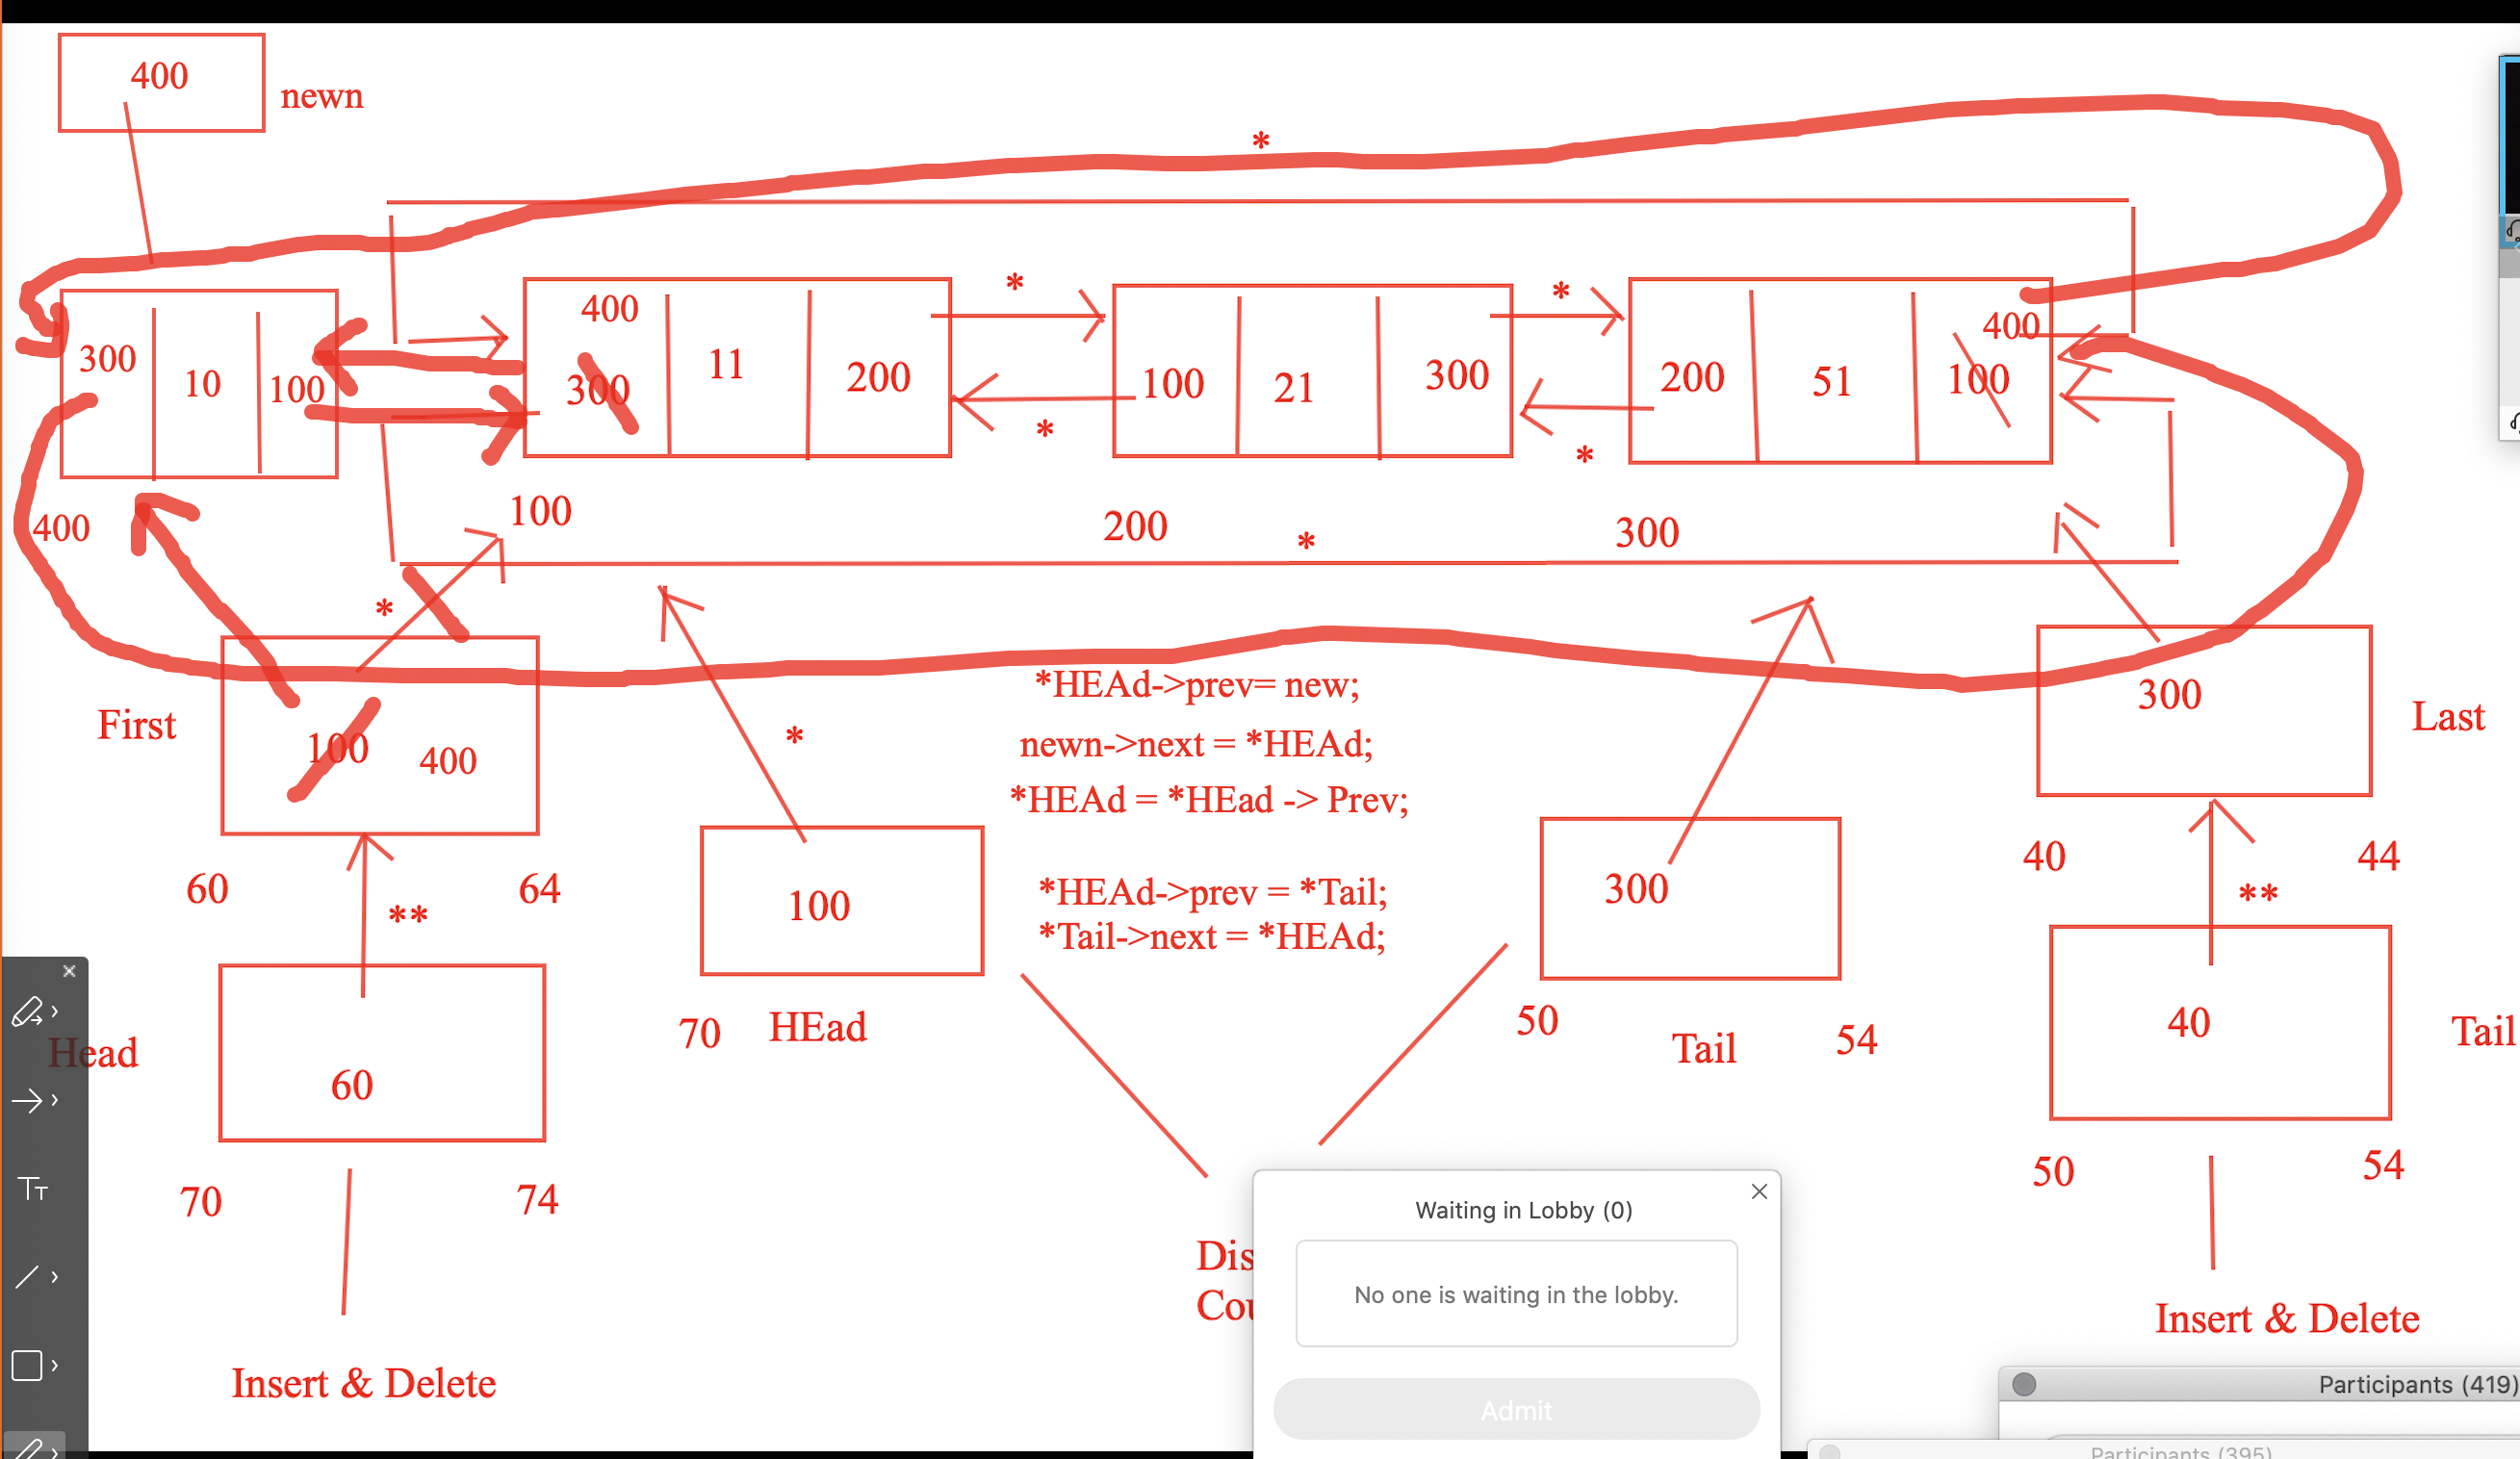 400
newn
*
400
*
*
400
300
10
100
300
11
200
100
21
300
200
51
100
*
*
400
100
200
*
300
*
*HEAd->prev= new;
300
First
100
400
*
newn->next = *HEAd;
Last
*HEAd = *HEad -> Prev;
60
64
**
100
*HEAd->prev = *Tail;
*Tail->next = *HEAd;
300
40
44
**
Head
60
70
HEad
50
Tail
54
40
Tail
70
74
50
54
Waiting in Lobby (0)
No one is waiting in the lobby.
Admit
Insert & Delete
Insert & Delete
Participants (419)
Participants (395)
TT